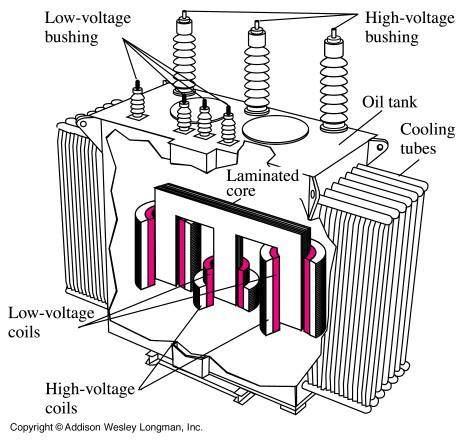 Low-voltage
bushing
High-voltage
bushing
Oil tank
Cooling
tubes
Laminated
core
Low-voltage
coils
High-voltage
coils
Copyright © Addison Wesley Longman, Inc.